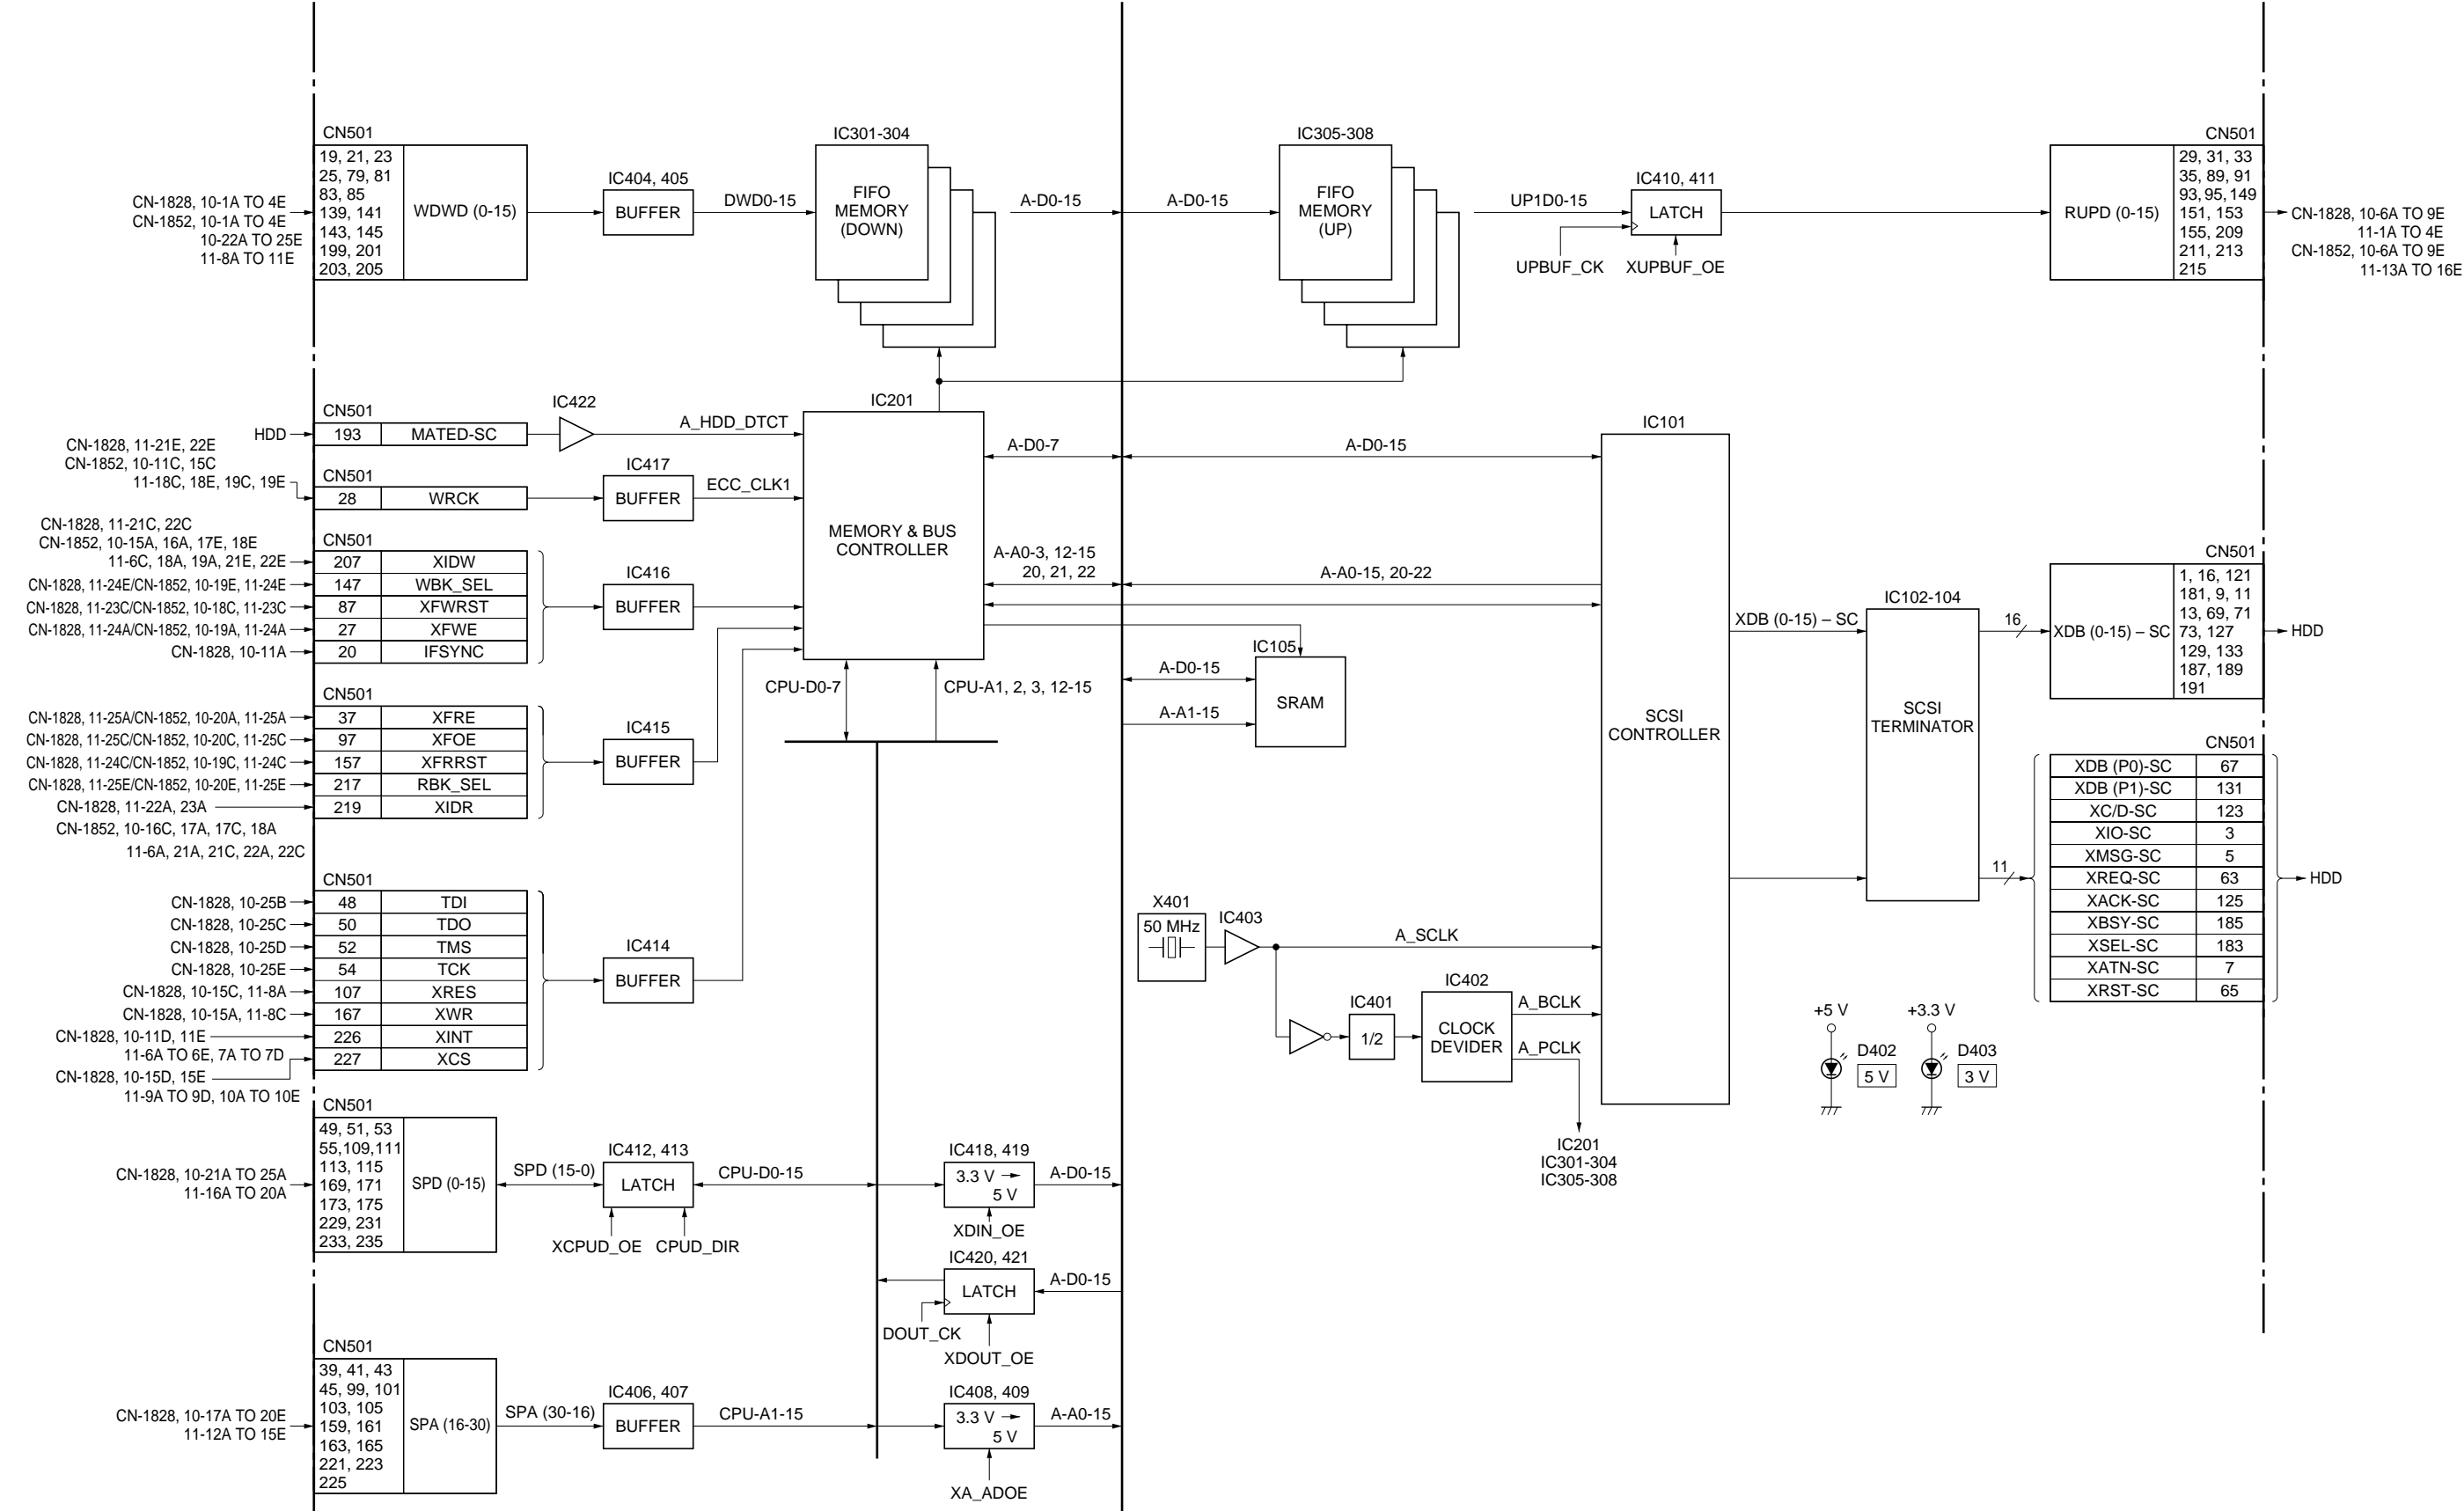 CN501
19, 21, 23
25, 79, 81
83, 85
139, 141
143, 145
199, 201
203, 205
WDWD (0-15)
CN-1828, 10-1A TO 4E
CN-1852, 10-1A TO 4E
10-22A TO 25E
11-8A TO 11E
IC404, 405
BUFFER
DWD0-15
IC301-304
FIFO
MEMORY
(DOWN)
A-D0-15
A-D0-15
IC305-308
FIFO
MEMORY
(UP)
UP1D0-15
IC410, 411
LATCH
UPBUF_CK
XUPBUF_OE
CN501
RUPD (0-15)
29, 31, 33
35, 89, 91
93, 95, 149
151, 153
155, 209
211, 213
215
CN-1828, 10-6A TO 9E
11-1A TO 4E
CN-1852, 10-6A TO 9E
11-13A TO 16E
HDD
CN501
193
MATED-SC
IC422
A_HDD_DTCT
CN-1828, 11-21E, 22E
CN-1852, 10-11C, 15C
11-18C, 18E, 19C, 19E
CN501
28
WRCK
IC417
BUFFER
ECC_CLK1
CN-1828, 11-21C, 22C
CN-1852, 10-15A, 16A, 17E, 18E
11-6C, 18A, 19A, 21E, 22E
CN-1828, 11-24E/CN-1852, 10-19E, 11-24E
CN-1828, 11-23C/CN-1852, 10-18C, 11-23C
CN-1828, 11-24A/CN-1852, 10-19A, 11-24A
CN-1828, 10-11A
CN501
207 XIDW
147 WBK_SEL
87 XFWRST
27 XFWE
20 IFSYNC
IC416
BUFFER
CN-1828, 11-25A/CN-1852, 10-20A, 11-25A
CN-1828, 11-25C/CN-1852, 10-20C, 11-25C
CN-1828, 11-24C/CN-1852, 10-19C, 11-24C
CN-1828, 11-25E/CN-1852, 10-20E, 11-25E
CN-1828, 11-22A, 23A
CN-1852, 10-16C, 17A, 17C, 18A
11-6A, 21A, 21C, 22A, 22C
CN501
37 XFRE
97 XFOE
157 XFRRST
217 RBK_SEL
219 XIDR
IC415
BUFFER
CN-1828, 10-25B
CN-1828, 10-25C
CN-1828, 10-25D
CN-1828, 10-25E
CN-1828, 10-15C, 11-8A
CN-1828, 10-15A, 11-8C
CN-1828, 10-11D, 11E
11-6A TO 6E, 7A TO 7D
CN-1828, 10-15D, 15E
11-9A TO 9D, 10A TO 10E
CN501
48 TDI
50 TDO
52 TMS
54 TCK
107 XRES
167 XWR
226 XINT
227 XCS
IC414
BUFFER
IC201
MEMORY & BUS
CONTROLLER
A-D0-7
A-D0-15
A-A0-3, 12-15
20, 21, 22
A-A0-15, 20-22
CPU-D0-7
CPU-A1, 2, 3, 12-15
IC105
SRAM
A-D0-15
A-A1-15
IC101
SCSI
CONTROLLER
XDB (0-15) – SC
IC102-104
SCSI
TERMINATOR
16
11
CN501
XDB (0-15) – SC
1, 16, 121
181, 9, 11
13, 69, 71
73, 127
129, 133
187, 189
191
HDD
CN501
XDB (P0)-SC 67
XDB (P1)-SC 131
XC/D-SC 123
XIO-SC 3
XMSG-SC 5
XREQ-SC 63
XACK-SC 125
XBSY-SC 185
XSEL-SC 183
XATN-SC 7
XRST-SC 65
HDD
X401
50 MHz
IC403
A_SCLK
IC401
1/2
IC402
CLOCK
DEVIDER
A_BCLK
A_PCLK
IC201
IC301-304
IC305-308
+5 V
D402
5 V
+3.3 V
D403
3 V
CN-1828, 10-21A TO 25A
11-16A TO 20A
CN501
49, 51, 53
55,109,111
113, 115
169, 171
173, 175
229, 231
233, 235
SPD (0-15)
SPD (15-0)
IC412, 413
LATCH
XCPUD_OE
CPUD_DIR
CPU-D0-15
IC418, 419
3.3 V
5 V
A-D0-15
XDIN_OE
IC420, 421
LATCH
A-D0-15
DOUT_CK
XDOUT_OE
CN-1828, 10-17A TO 20E
11-12A TO 15E
CN501
39, 41, 43
45, 99, 101
103, 105
159, 161
163, 165
221, 223
225
SPA (16-30)
SPA (30-16)
IC406, 407
BUFFER
CPU-A1-15
IC408, 409
3.3 V
5 V
A-A0-15
XA_ADOE